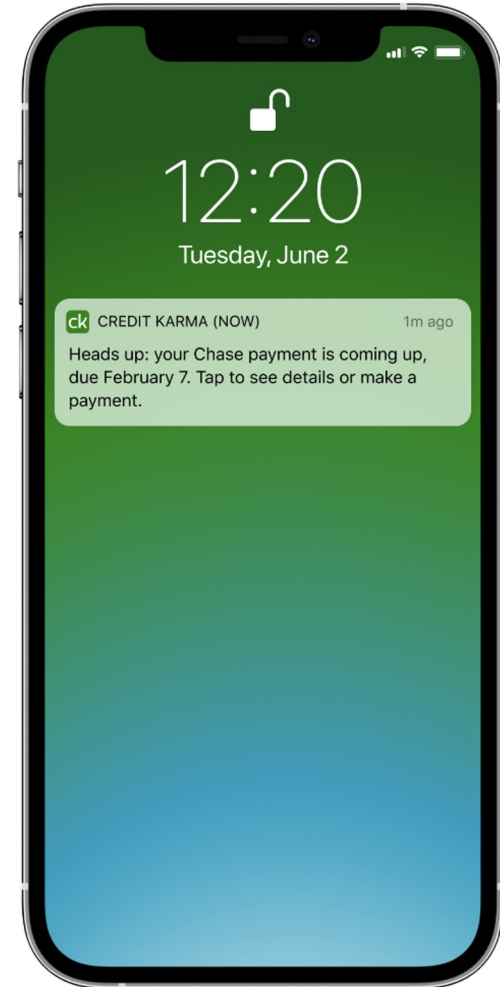 12:20
Tuesday, June 2
ck CREDIT KARMA (NOW) 1m ago
Heads up: your Chase payment is coming up,
due February 7. Tap to see details or make a
payment.